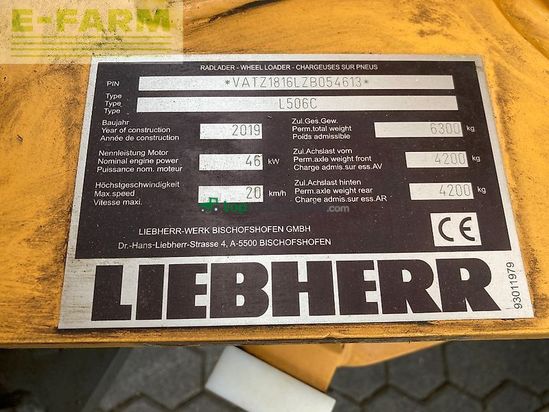 E-FARM
RADLADER - WHEEL LOADER - CHARGEUSES SUR PNEUS
PIN *VATZ1816LZB054613*
Type
Type L506C
Baujahr
Year of construction 2019
Année de construction
Nennleistung Motor
Nominal engine power 46 kW
Puissance nom. moteur
Höchstgeschwindigkeit
Max.speed 20 km/h
Vitesse maxi.
Zul.Ges.Gew.
Perm.total weight 6300 kg
Poids admissible
Zul.Achslast vorn
Perm.axle weight front 4200 kg
Charge admis.sur ess.AV
Zul.Achslast hinten
Perm.axle weight rear 4200 kg
Charge admis.sur ess.AR
top .com
LIEBHERR-WERK BISCHOFSHOFEN GMBH
Dr.-Hans-Liebherr-Strasse 4, A-5500 BISCHOFSHOFEN
CE
LIEBHERR
93011979